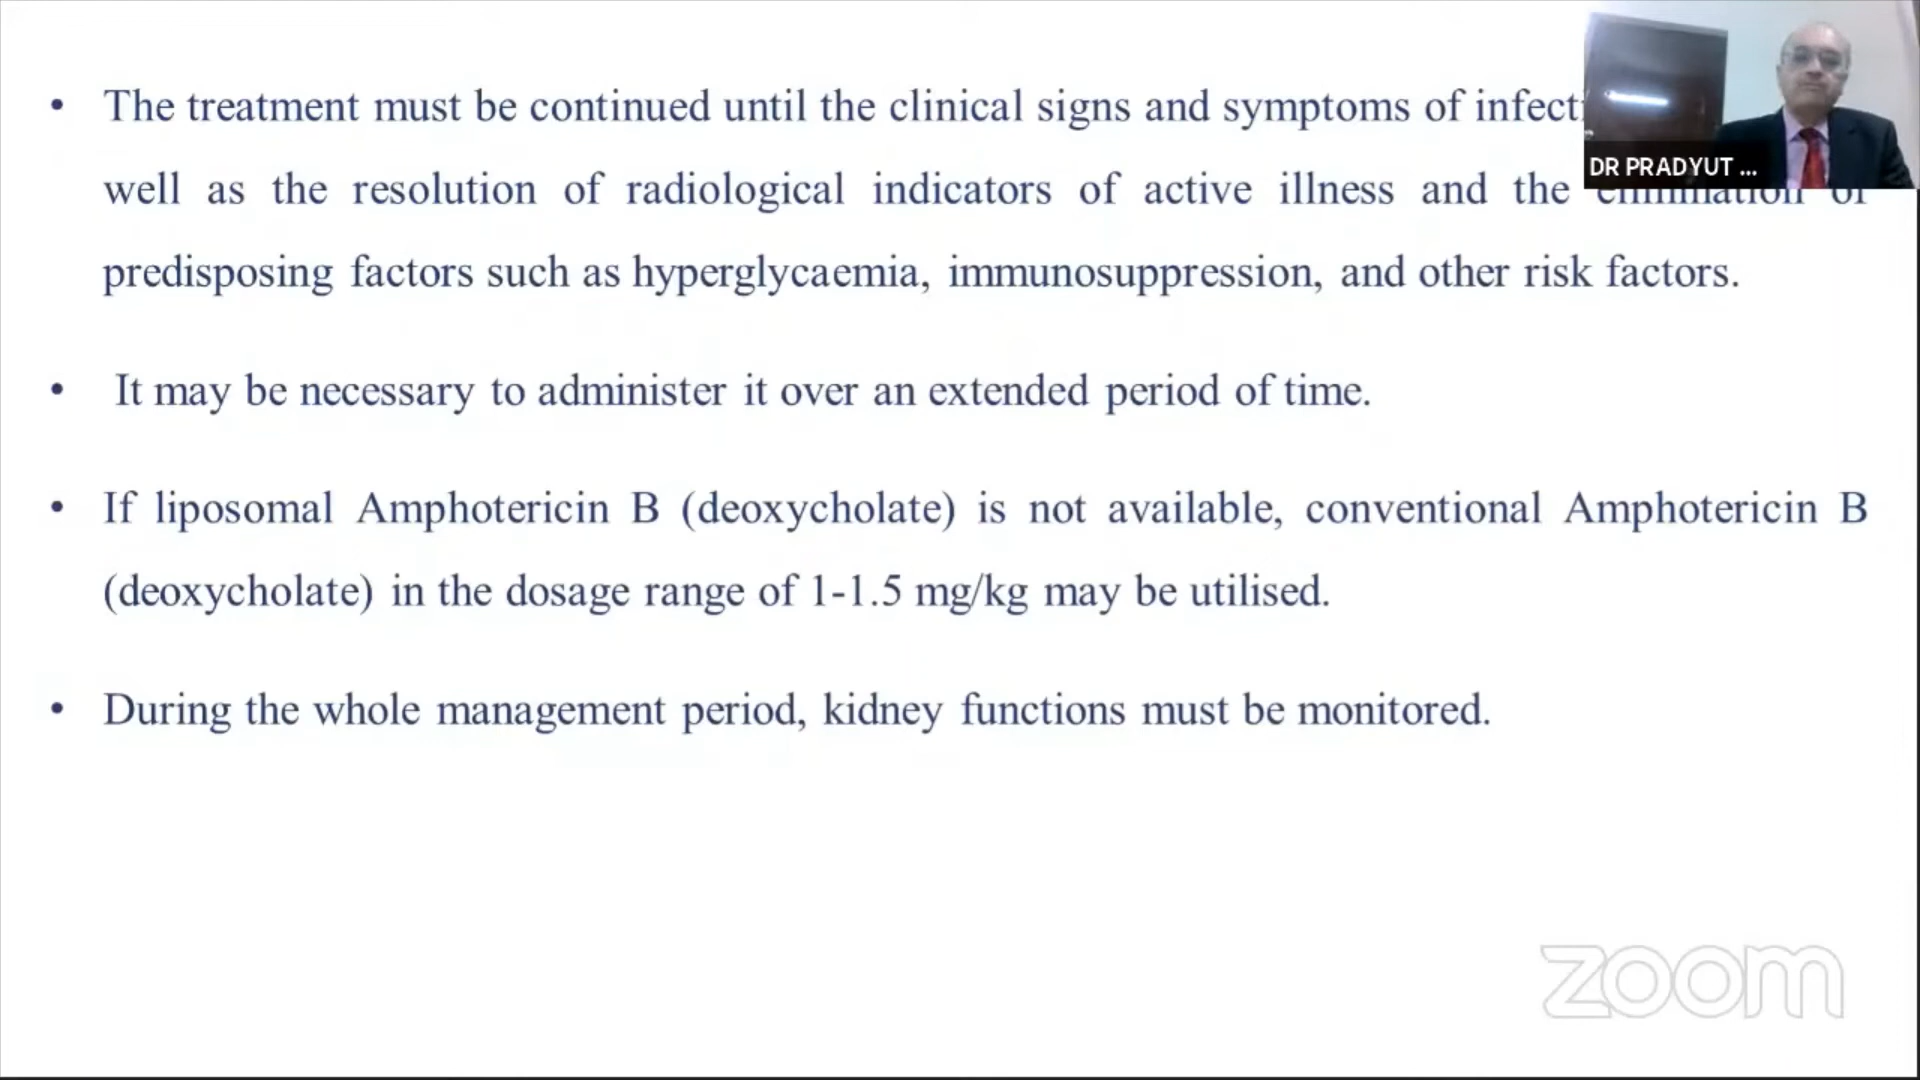 • The treatment must be continued until the clinical signs and symptoms of
well as the resolution of radiological indicators of active illness and the
predisposing factors such as hyperglycaemia, immunosuppression, and other risk factors.
• It may be necessary to administer it over an extended period of time.
• If liposomal Amphotericin B (deoxycholate) is not available, conventional Amphotericin B
(deoxycholate) in the dosage range of 1-1.5 mg/kg may be utilised.
• During the whole management period, kidney functions must be monitored.
DR PRADYUT ...
zoom